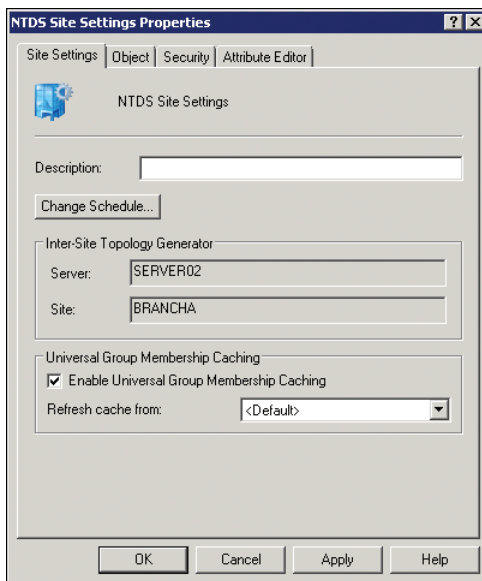 NTDS Site Settings Properties
Site Settings Object Security Attribute Editor
NTDS Site Settings
Description:
Change Schedule...
Inter-Site Topology Generator
Server: SERVER02
Site: BRANCHA
Universal Group Membership Caching
Enable Universal Group Membership Caching
Refresh cache from: <Default>
OK Cancel Apply Help